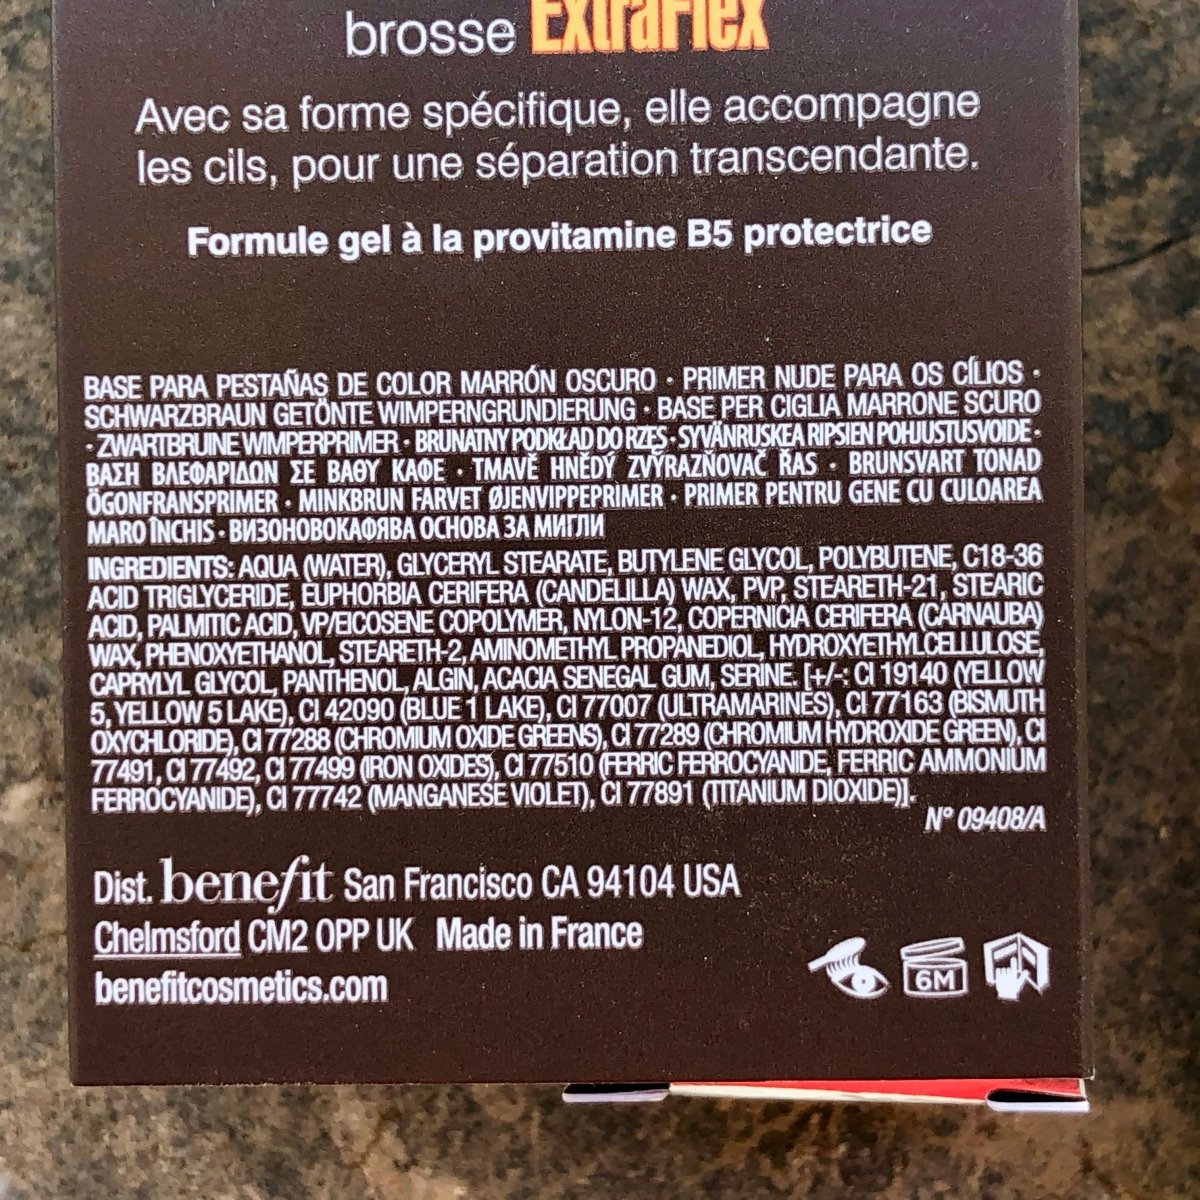 brosse ExtraFlex
Avec sa forme spécifique, elle accompagne
les cils, pour une séparation transcendante.
Formule gel à la provitamine B5 protectrice
BASE PARA PESTAÑAS DE COLOR MARRÓN OSCURO · PRIMER NUDE PARA OS CÍLIOS ·
SCHWARZBRAUN GETÖNTE WIMPERNGRUNDIERUNG · BASE PER CIGLIA MARRONE SCURO
· ZWARTBRUINE WIMPERPRIMER · BRUNATNY PODKŁAD DO RZĘS · SYVÄNRUSKEA RIPSIEN POHJUSTUSVOIDE ·
ΒΑΣΗ ΒΛΕΦΑΡΙΔΩΝ ΣΕ ΒΑΘΥ ΚΑΦΕ · TMAVĚ HNĚDÝ ZVÝRAZŇOVAČ ŘAS · BRUNSVART TONAD
ÖGONFRANSPRIMER · MINKBRUN FARVET ØJENVIPPEPRIMER · PRIMER PENTRU GENE CU CULOAREA
MARO ÎNCHIS · ВИЗОНОВОКАФЯВА ОСНОВА ЗА МИГЛИ
INGREDIENTS: AQUA (WATER), GLYCERYL STEARATE, BUTYLENE GLYCOL, POLYBUTENE, C18-36
ACID TRIGLYCERIDE, EUPHORBIA CERIFERA (CANDELILLA) WAX, PVP, STEARETH-21, STEARIC
ACID, PALMITIC ACID, VP/EICOSENE COPOLYMER, NYLON-12, COPERNICIA CERIFERA (CARNAUBA)
WAX, PHENOXYETHANOL, STEARETH-2, AMINOMETHYL PROPANEDIOL, HYDROXYETHYLCELLULOSE,
CAPRYLYL GLYCOL, PANTHENOL, ALGIN, ACACIA SENEGAL GUM, SERINE. [+/-: CI 19140 (YELLOW
5, YELLOW 5 LAKE), CI 42090 (BLUE 1 LAKE), CI 77007 (ULTRAMARINES), CI 77163 (BISMUTH
OXYCHLORIDE), CI 77288 (CHROMIUM OXIDE GREENS), CI 77289 (CHROMIUM HYDROXIDE GREEN), CI
77491, CI 77492, CI 77499 (IRON OXIDES), CI 77510 (FERRIC FERROCYANIDE, FERRIC AMMONIUM
FERROCYANIDE), CI 77742 (MANGANESE VIOLET), CI 77891 (TITANIUM DIOXIDE)].
N° 09408/A
Dist. benefit San Francisco CA 94104 USA
Chelmsford CM2 0PP UK Made in France
benefitcosmetics.com
6M